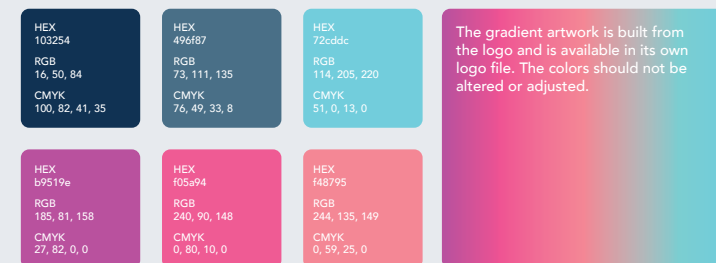 HEX
103254
RGB
16, 50, 84
CMYK
100, 82, 41, 35
HEX
496f87
RGB
73, 111, 135
CMYK
76, 49, 33, 8
HEX
72cddc
RGB
114, 205, 220
CMYK
51, 0, 13, 0
The gradient artwork is built from
the logo and is available in its own
logo file. The colors should not be
altered or adjusted.
HEX
b9519e
RGB
185, 81, 158
CMYK
27, 82, 0, 0
HEX
f05a94
RGB
240, 90, 148
CMYK
0, 80, 10, 0
HEX
f48795
RGB
244, 135, 149
CMYK
0, 59, 25, 0